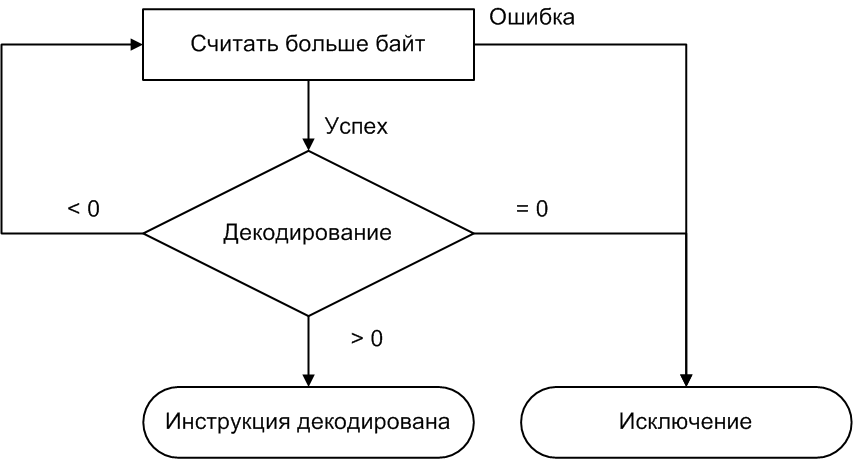 Ошибка
Считать больше байт
Успех
< 0
Декодирование
= 0
> 0
Инструкция декодирована
Исключение